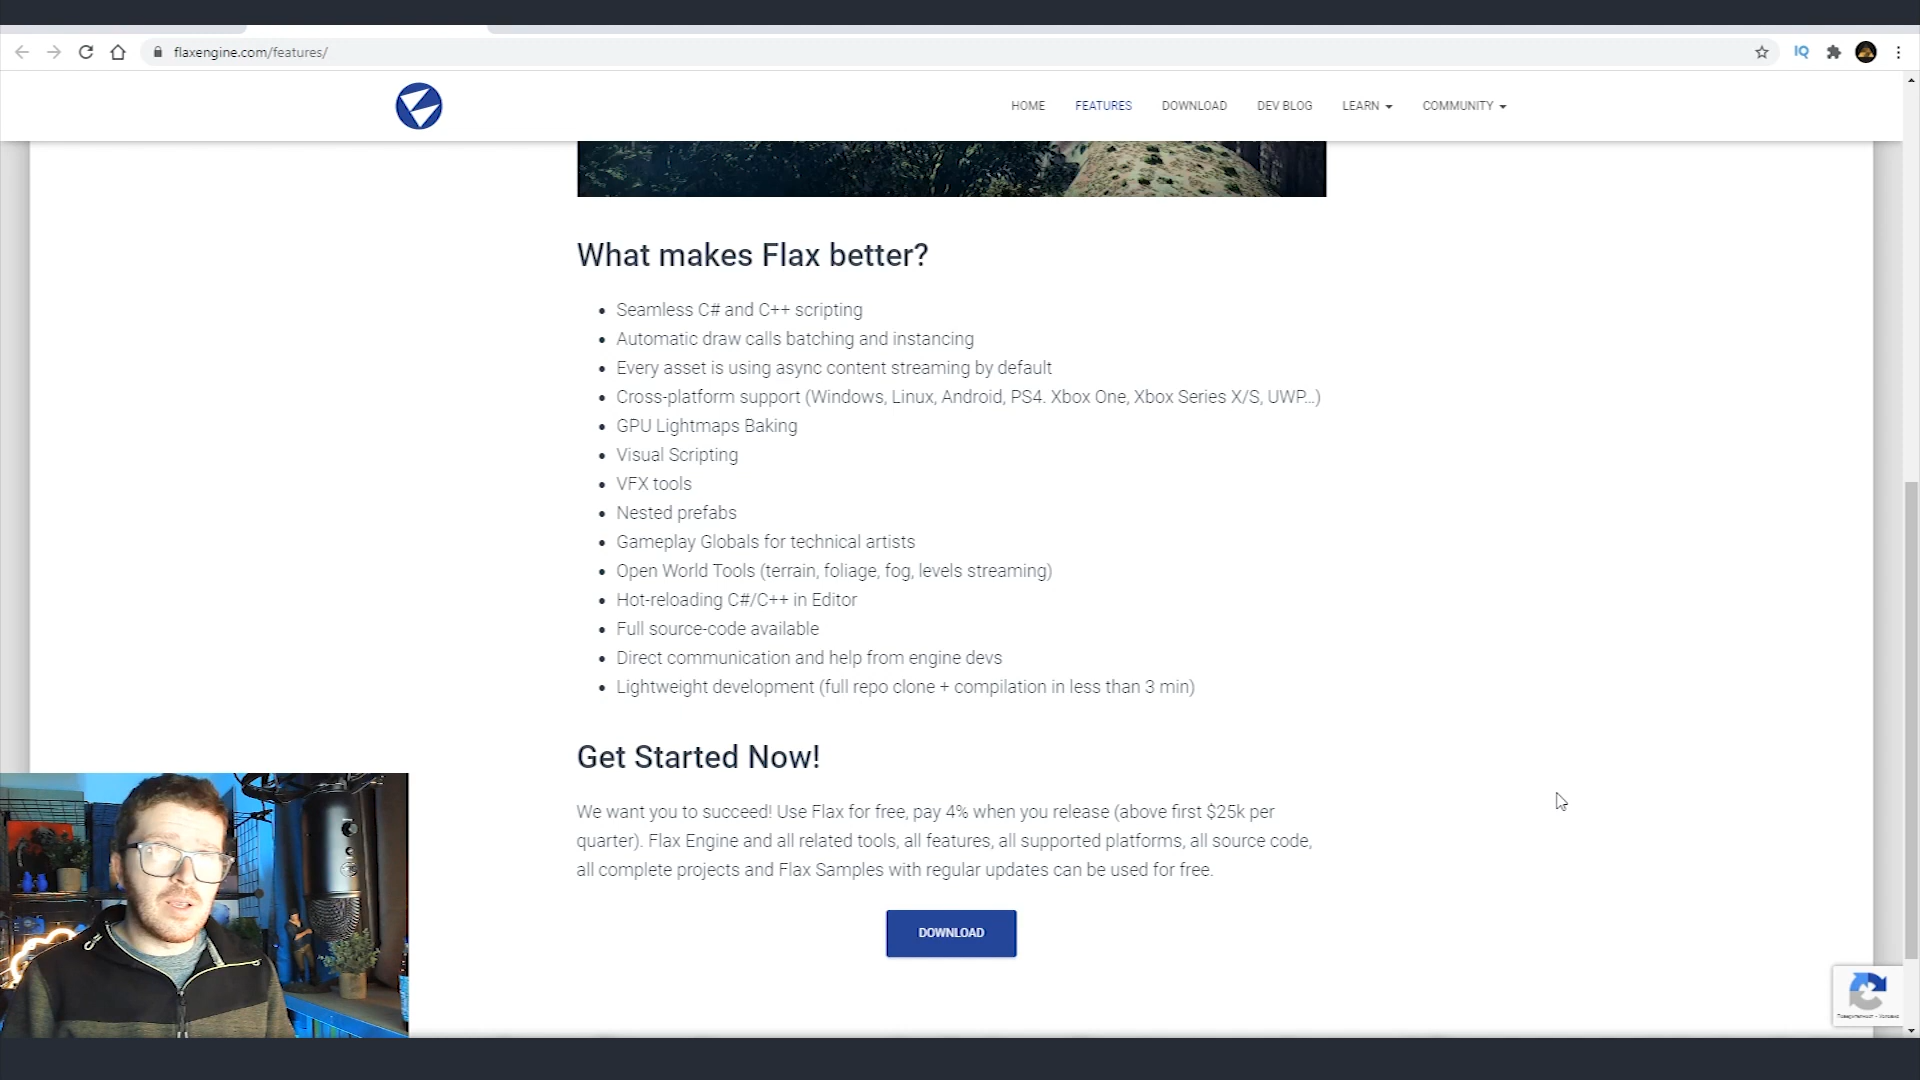 flaxengine.com/features/
IQ
HOME FEATURES DOWNLOAD DEV BLOG LEARN COMMUNITY
What makes Flax better?
Seamless C# and C++ scripting
Automatic draw calls batching and instancing
Every asset is using async content streaming by default
Cross-platform support (Windows, Linux, Android, PS4. Xbox One, Xbox Series X/S, UWP...)
GPU Lightmaps Baking
Visual Scripting
VFX tools
Nested prefabs
Gameplay Globals for technical artists
Open World Tools (terrain, foliage, fog, levels streaming)
Hot-reloading C#/C++ in Editor
Full source-code available
Direct communication and help from engine devs
Lightweight development (full repo clone + compilation in less than 3 min)
Get Started Now!
We want you to succeed! Use Flax for free, pay 4% when you release (above first $25k per
quarter). Flax Engine and all related tools, all features, all supported platforms, all source code,
all complete projects and Flax Samples with regular updates can be used for free.
DOWNLOAD